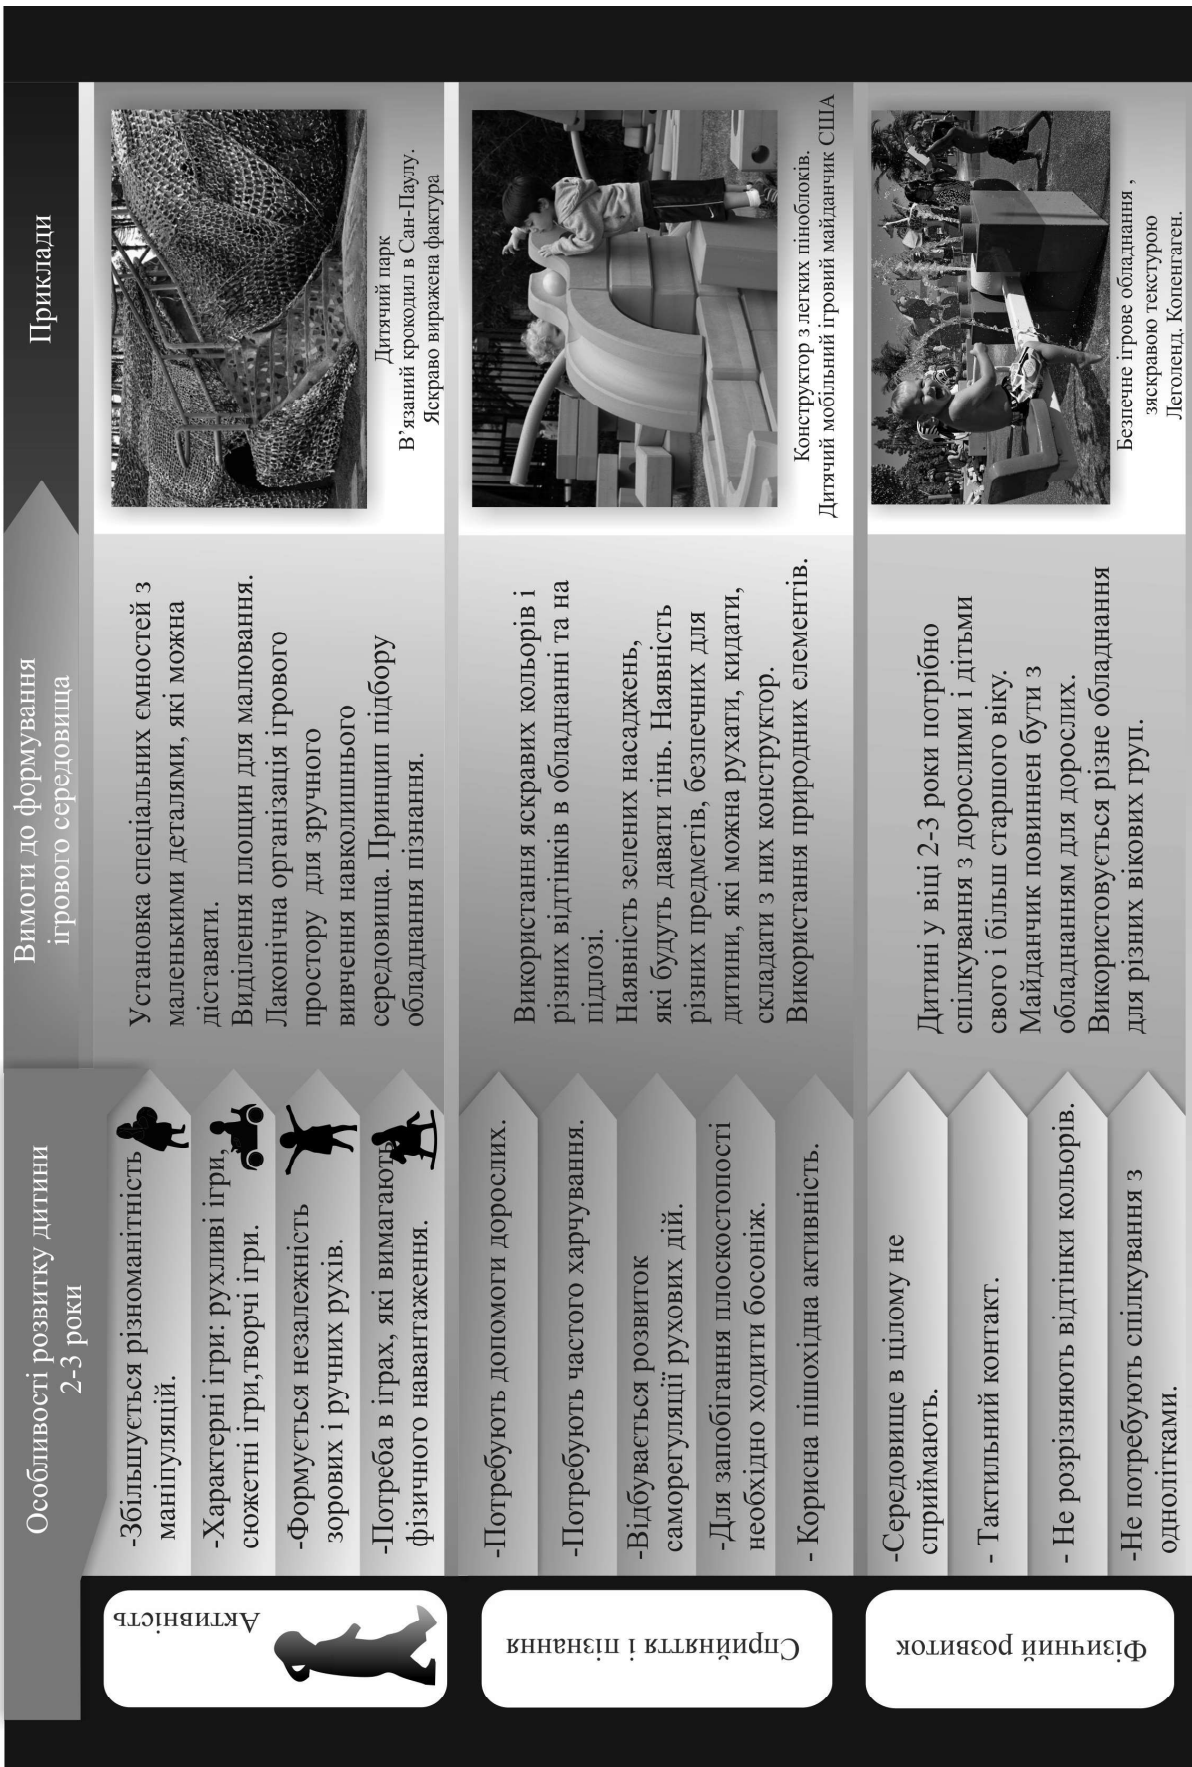 Особливості розвитку дитини
2-3 роки
Вимоги до формування
ігрового середовища
Приклади
Активність
-Збільшується різноманітність
маніпуляцій.
-Характерні ігри: рухливі ігри,
сюжетні ігри,творчі ігри.
-Формується незалежність
зорових і ручних рухів.
-Потреба в іграх, які вимагають
фізичного навантаження.
Установка спеціальних ємностей з
маленькими деталями, які можна
діставати.
Виділення площин для малювання.
Лаконічна організація ігрового
простору для зручного
вивчення навколишнього
середовища. Принцип підбору
обладнання пізнання.
Дитячий парк
В’язаний крокодил в Сан-Паулу.
Яскраво виражена фактура
Сприйняття і пізнання
-Потребують допомоги дорослих.
-Потребують частого харчування.
-Відбувається розвиток
саморегуляції рухових дій.
-Для запобігання плоскостопості
необхідно ходити босоніж.
- Корисна пішохідна активність.
Використання яскравих кольорів і
різних відтінків в обладнанні та на
підлозі.
Наявність зелених насаджень,
які будуть давати тінь. Наявність
різних предметів, безпечних для
дитини, які можна рухати, кидати,
складати з них конструктор.
Використання природних елементів.
Конструктор з легких піноблоків.
Дитячий мобільний ігровий майданчик США
Фізичний розвиток
-Середовище в цілому не
сприймають.
- Тактильний контакт.
- Не розрізняють відтінки кольорів.
-Не потребують спілкування з
однолітками.
Дитині у віці 2-3 роки потрібно
спілкування з дорослими і дітьми
свого і більш старшого віку.
Майданчик повиннен бути з
обладнанням для дорослих.
Використовується різне обладнання
для різних вікових груп.
Безпечне ігрове обладнання ,
зяскравою текстурою
Леголенд. Копенгаген.